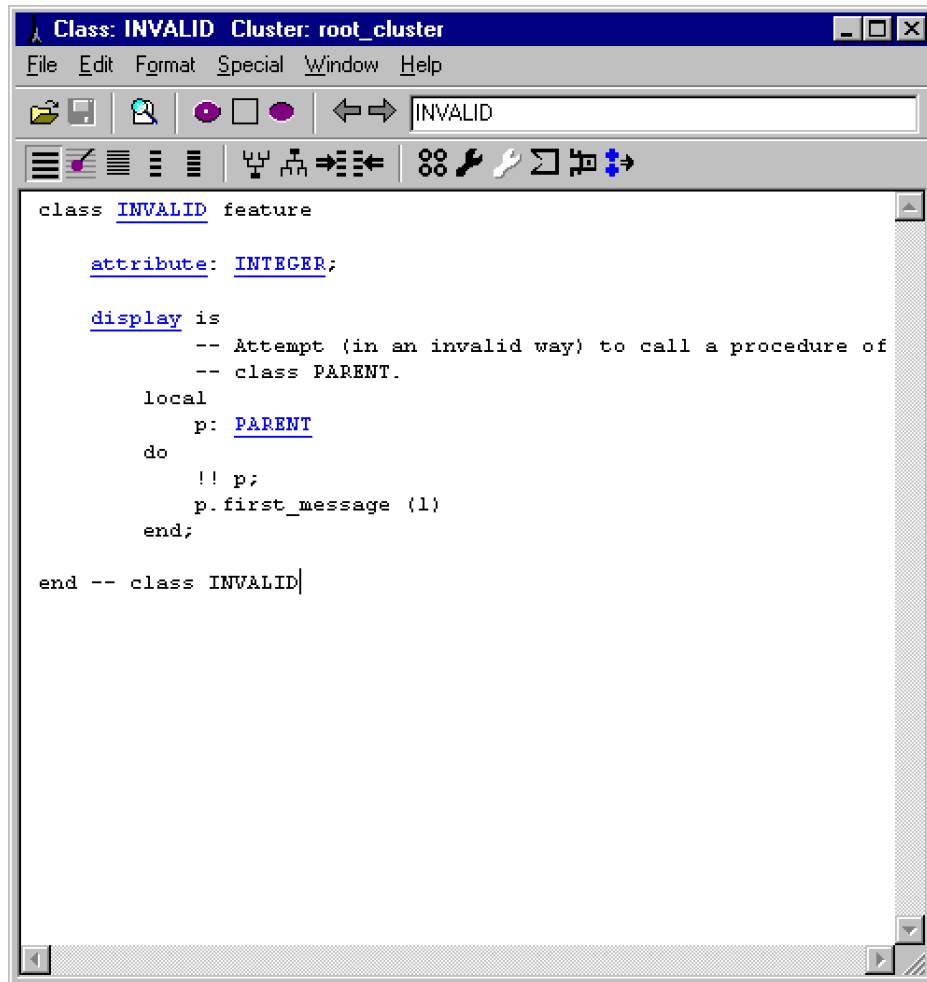 Class: INVALID Cluster: root_cluster
File Edit Format Special Window Help
INVALID
class INVALID feature
attribute: INTEGER;
display is
-- Attempt (in an invalid way) to call a procedure of
-- class PARENT.
local
p: PARENT
do
!! p;
p.first_message (1)
end;
end -- class INVALID